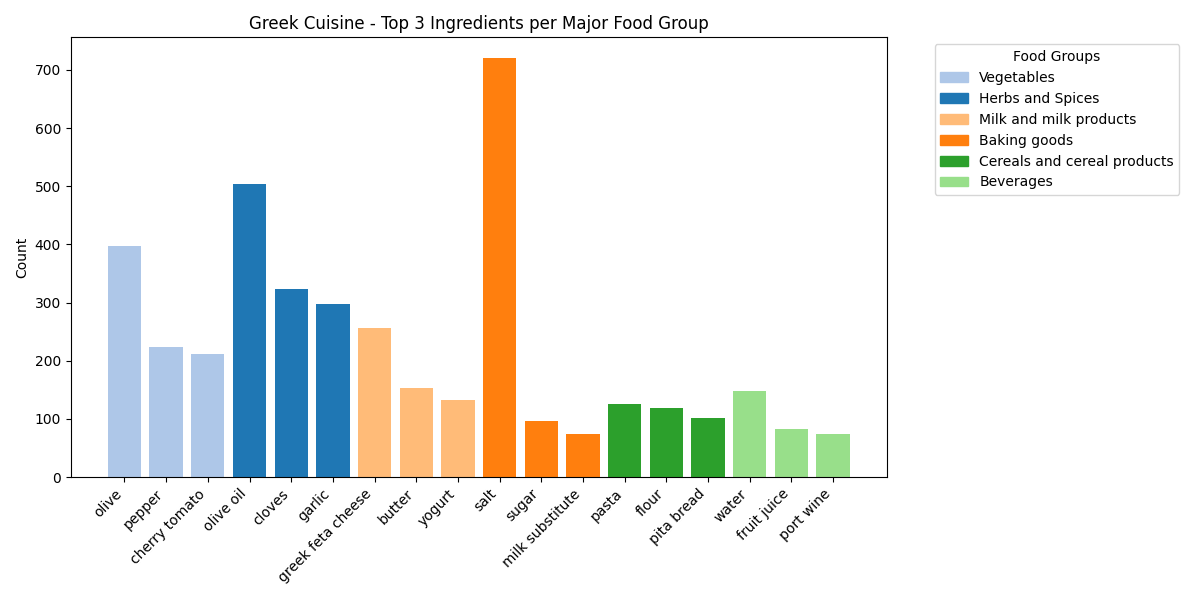 Greek Cuisine - Top 3 Ingredients per Major Food Group
Food Groups
Vegetables
Herbs and Spices
Milk and milk products
Baking goods
Cereals and cereal products
Beverages
Count
700
600
500
400
300
200
100
0
olive
pepper
cherry tomato
olive oil
cloves
garlic
greek feta cheese
butter
yogurt
salt
sugar
milk substitute
pasta
flour
pita bread
water
fruit juice
port wine